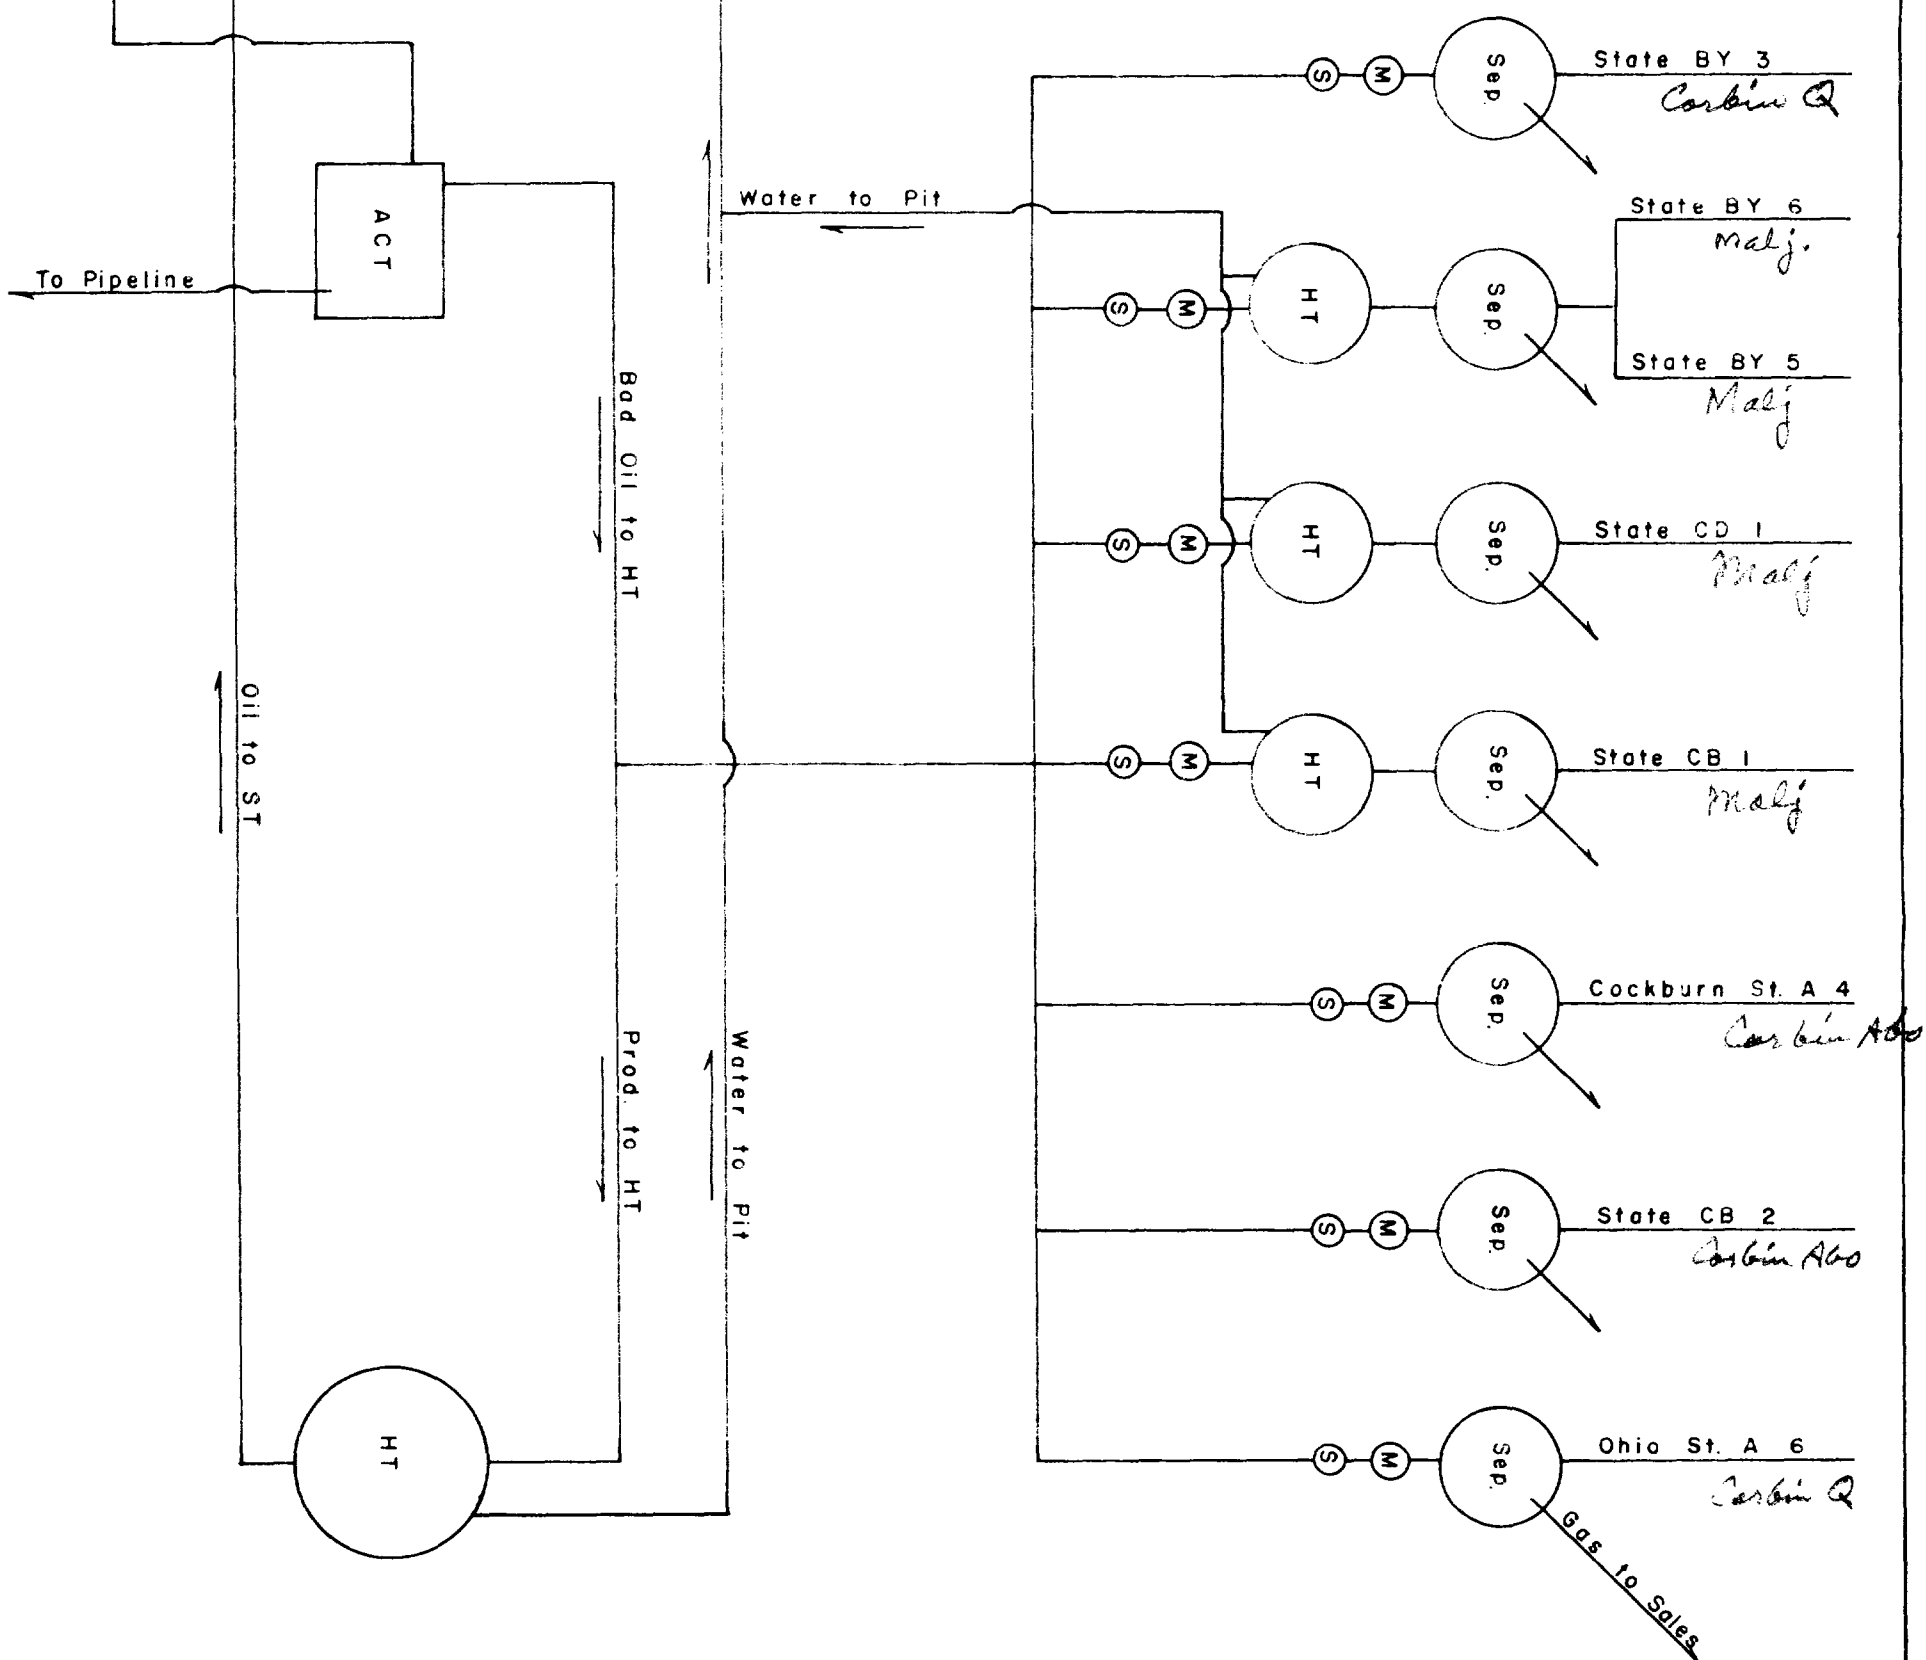 State BY 3
Corbin Q
S M Sep.
State BY 6
Malj.
Water to Pit
ACT
To Pipeline
S M HT Sep.
State BY 5
Malj
Bad Oil to HT
State CD 1
Malj
S M HT Sep.
Oil to ST
State CB 1
Malj
S M HT Sep.
Cockburn St. A 4
Corbin Abo
S M Sep.
Prod. to HT
Water to Pit
State CB 2
Corbin Abo
S M Sep.
HT
Ohio St. A 6
Corbin Q
S M Sep.
Gas to Sales